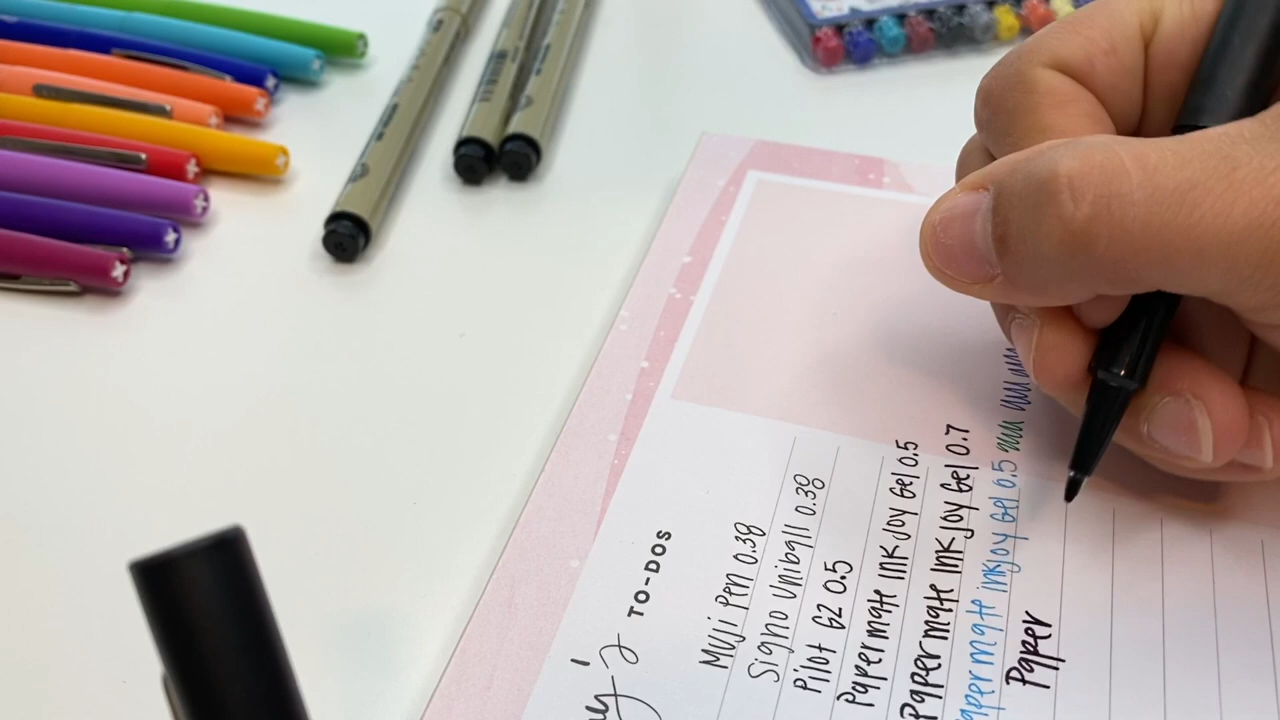 TO-DOS
Muji Pen 0.38
Signo Uniball 0.38
Pilot G2 0.5
Papermate InkJoy Gel 0.5
Papermate InkJoy Gel 0.7
Papermate inkjoy Gel 0.5
Paper